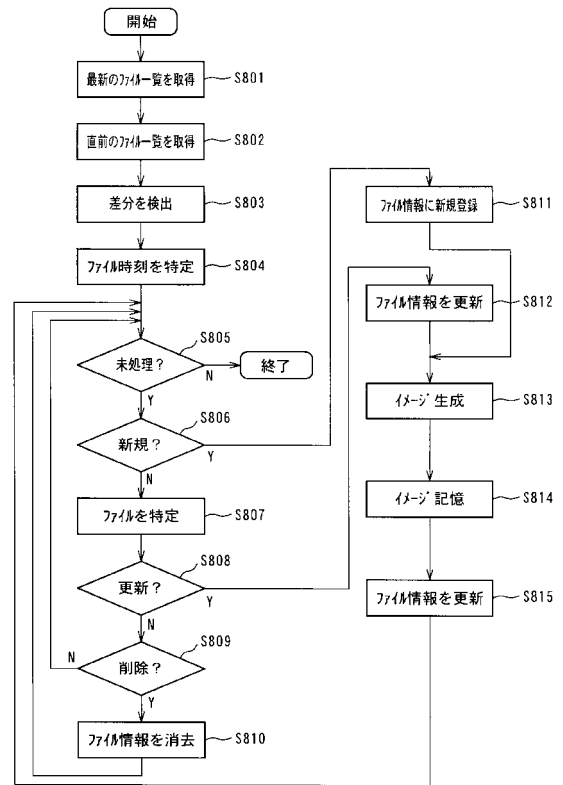 開始
最新のファイル一覧を取得
S801
直前のファイル一覧を取得
S802
差分を検出
S803
ファイル時刻を特定
S804
未処理？
S805
N
終了
Y
新規？
S806
Y
N
ファイルを特定
S807
更新？
S808
Y
N
削除？
S809
N
Y
ファイル情報を消去
S810
ファイル情報に新規登録
S811
ファイル情報を更新
S812
イメージ生成
S813
イメージ記憶
S814
ファイル情報を更新
S815